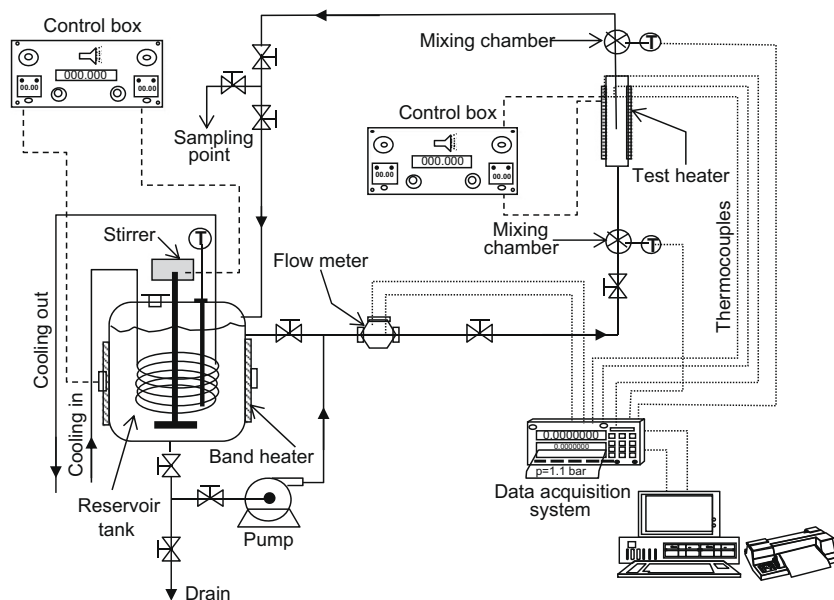 Control box
000.000
00.00
00.00
Sampling
point
Mixing chamber
T
Control box
000.000
00.00
00.00
Test heater
Mixing
chamber
T
Thermocouples
Stirrer
T
Flow meter
Cooling out
Cooling in
Band heater
Reservoir
tank
Pump
Drain
0.0000000
0.0000000
p=1.1 bar
Data acquisition
system